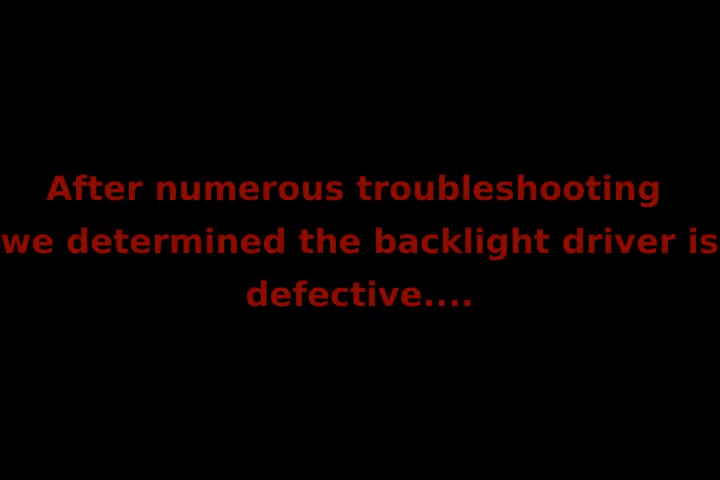 After numerous troubleshooting
we determined the backlight driver is
defective....